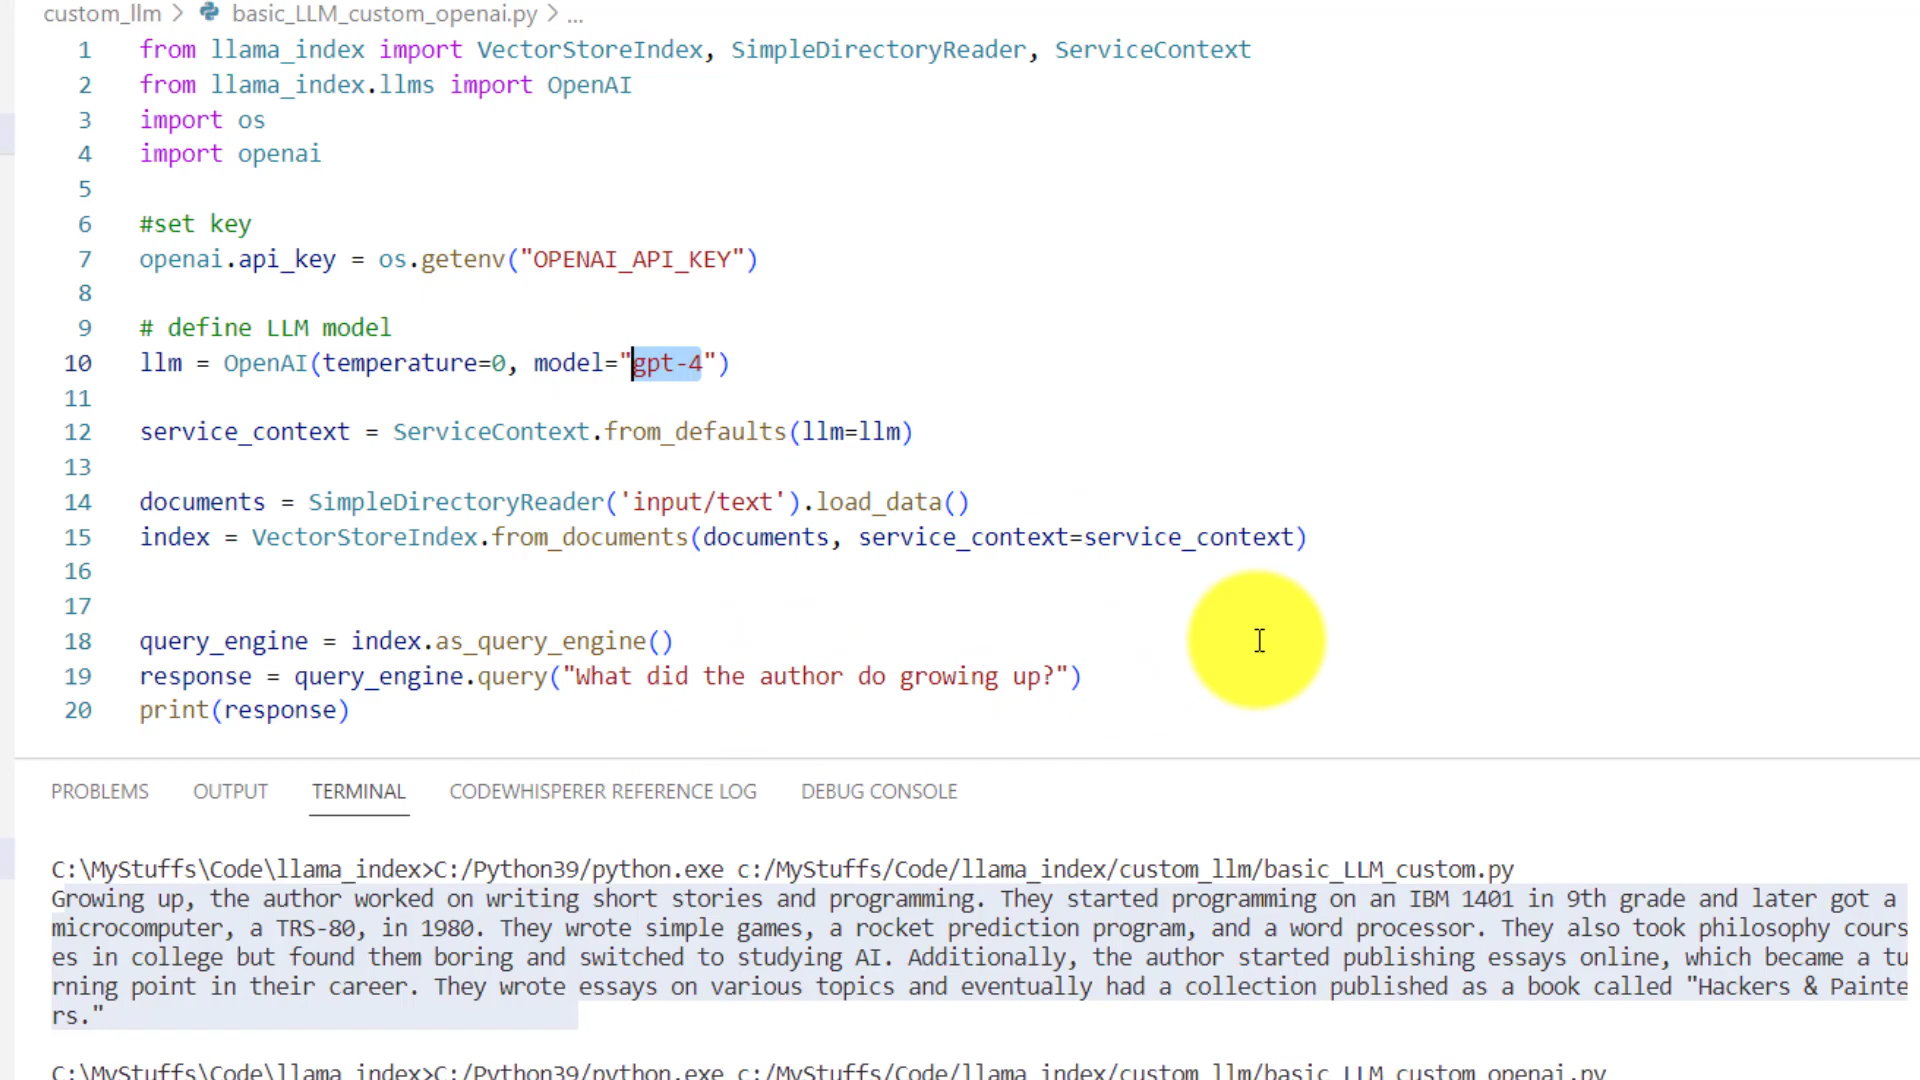 custom_llm > basic_LLM_custom_openai.py > ...
1 from llama_index import VectorStoreIndex, SimpleDirectoryReader, ServiceContext
2 from llama_index.llms import OpenAI
3 import os
4 import openai
5
6 #set key
7 openai.api_key = os.getenv("OPENAI_API_KEY")
8
9 # define LLM model
10 llm = OpenAI(temperature=0, model="gpt-4")
11
12 service_context = ServiceContext.from_defaults(llm=llm)
13
14 documents = SimpleDirectoryReader('input/text').load_data()
15 index = VectorStoreIndex.from_documents(documents, service_context=service_context)
16
17
18 query_engine = index.as_query_engine()
19 response = query_engine.query("What did the author do growing up?")
20 print(response)
PROBLEMS OUTPUT TERMINAL CODEWHISPERER REFERENCE LOG DEBUG CONSOLE
C:\MyStuffs\Code\llama_index>C:/Python39/python.exe c:/MyStuffs/Code/llama_index/custom_llm/basic_LLM_custom.py
Growing up, the author worked on writing short stories and programming. They started programming on an IBM 1401 in 9th grade and later got a
microcomputer, a TRS-80, in 1980. They wrote simple games, a rocket prediction program, and a word processor. They also took philosophy cours
es in college but found them boring and switched to studying AI. Additionally, the author started publishing essays online, which became a tu
rning point in their career. They wrote essays on various topics and eventually had a collection published as a book called "Hackers & Painte
rs."
C:\MyStuffs\Code\llama_index>C:/Python39/python.exe c:/MyStuffs/Code/llama_index/custom_llm/basic_LLM_custom_openai.py